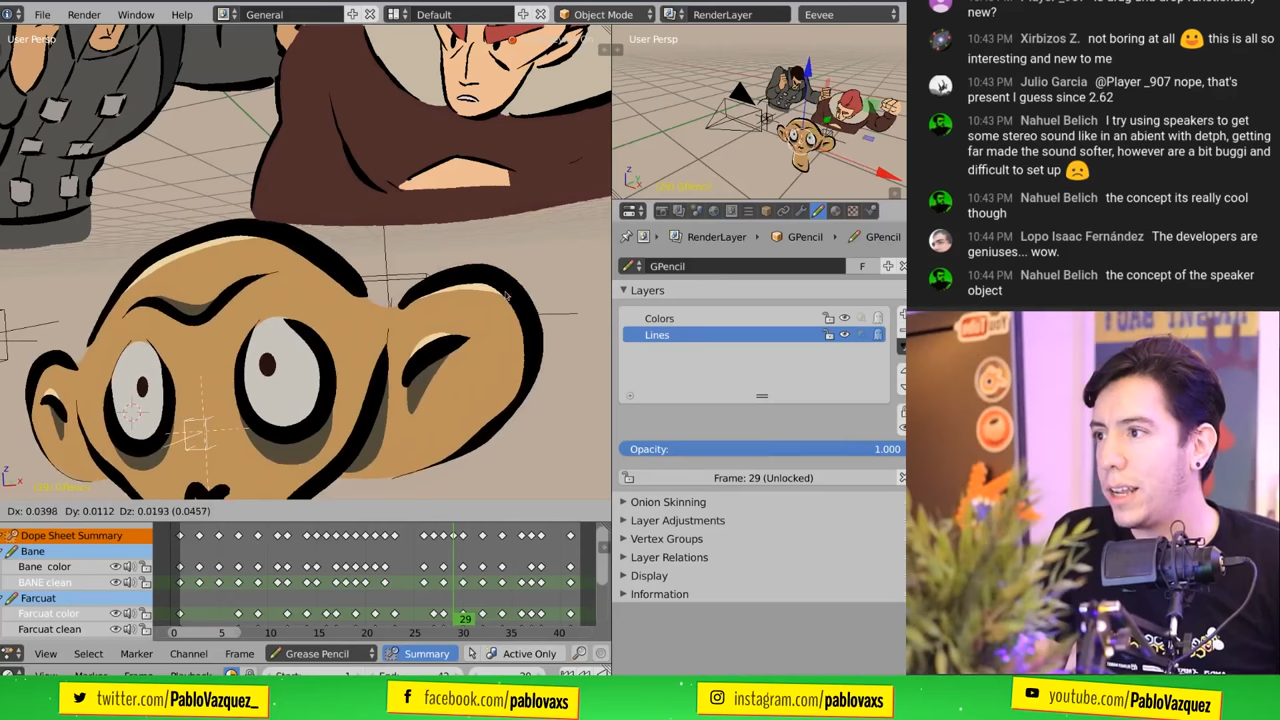 File Render Window Help General Default Object Mode RenderLayer Eevee
User Persp
User Persp
RenderLayer GPencil GPencil
GPencil F
Layers
Colors
Lines
Opacity: 1.000
Frame: 29 (Unlocked)
Onion Skinning
Layer Adjustments
Vertex Groups
Layer Relations
Display
Information
Dx: 0.0398 Dy: 0.0112 Dz: 0.0193 (0.0457)
Dope Sheet Summary
Bane
Bane color
BANE clean
Farcuat
Farcuat color
Farcuat clean
0 5 10 15 20 25 29 35 40
View Select Marker Channel Frame Grease Pencil Summary Active Only
new?
10:43 PM Xirbizos Z. not boring at all this is all so
interesting and new to me
10:43 PM Julio Garcia @Player _907 nope, that's
present I guess since 2.62
10:43 PM Nahuel Belich I try using speakers to get
some stereo sound like in an abient with detph, getting
far made the sound softer, however are a bit buggi and
difficult to set up
10:43 PM Nahuel Belich the concept its really cool
though
10:44 PM Lopo Isaac Fernández The developers are
geniuses... wow.
10:44 PM Nahuel Belich the concept of the speaker
object
twitter.com/PabloVazquez_
facebook.com/pablovaxs
instagram.com/pablovaxs
youtube.com/PabloVazquez